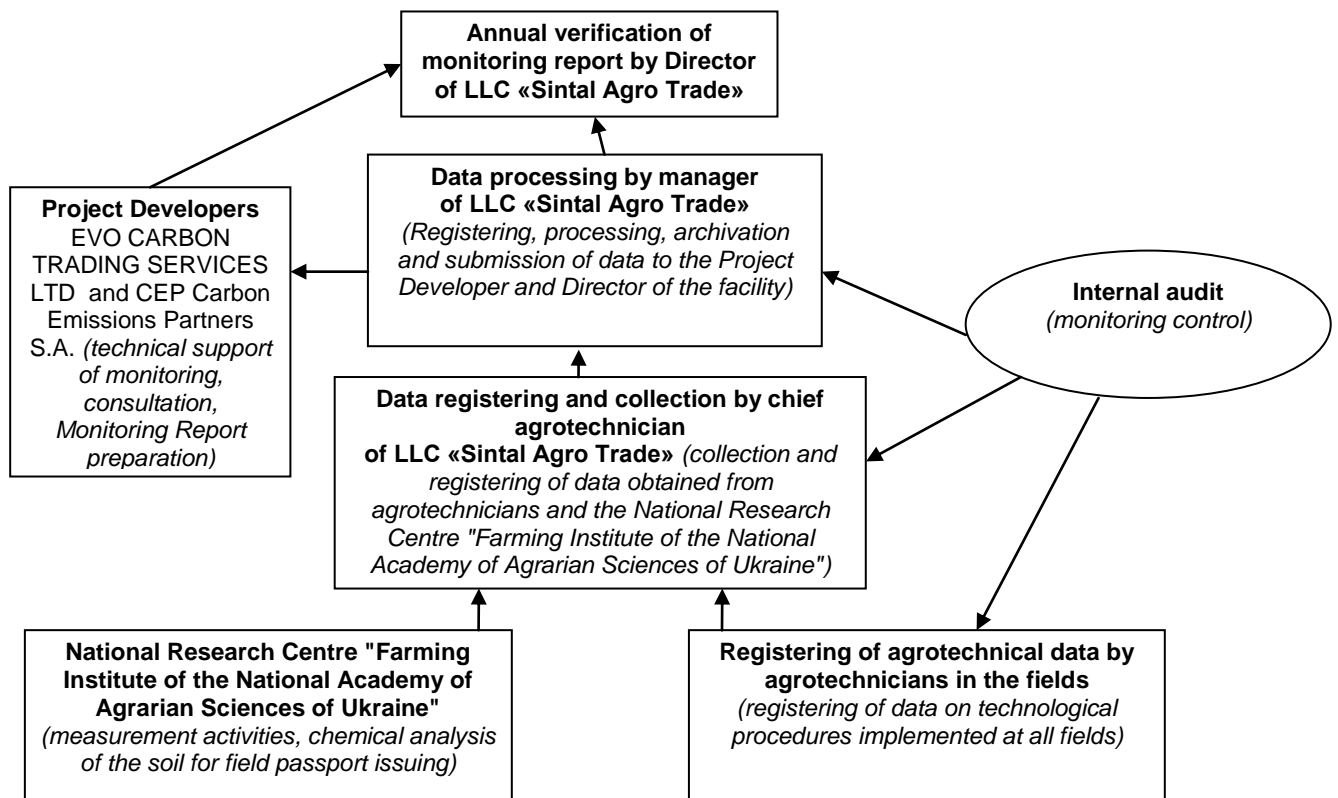 Annual verification of
monitoring report by Director
of LLC «Sintal Agro Trade»
Data processing by manager
of LLC «Sintal Agro Trade»
(Registering, processing, archivation
and submission of data to the Project
Developer and Director of the facility)
Project Developers
EVO CARBON
TRADING SERVICES
LTD and CEP Carbon
Emissions Partners
S.A. (technical support
of monitoring,
consultation,
Monitoring Report
preparation)
Internal audit
(monitoring control)
Data registering and collection by chief
agrotechnician
of LLC «Sintal Agro Trade» (collection and
registering of data obtained from
agrotechnicians and the National Research
Centre "Farming Institute of the National
Academy of Agrarian Sciences of Ukraine")
National Research Centre "Farming
Institute of the National Academy of
Agrarian Sciences of Ukraine"
(measurement activities, chemical analysis
of the soil for field passport issuing)
Registering of agrotechnical data by
agrotechnicians in the fields
(registering of data on technological
procedures implemented at all fields)